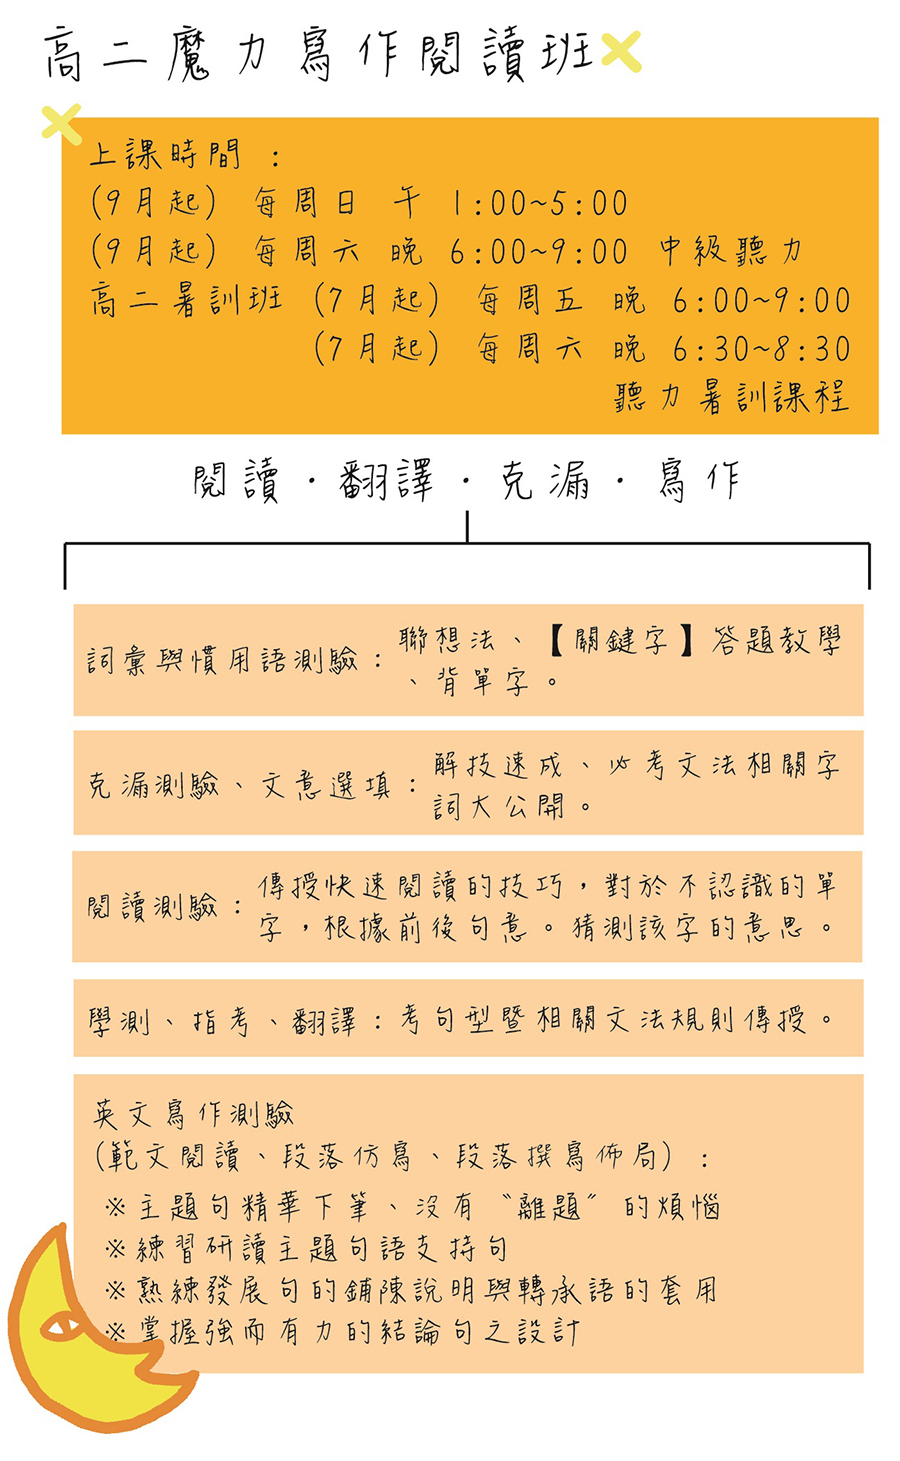 高二魔力寫作閱讀班
上課時間：
(9月起) 每周日 午 1:00~5:00
(9月起) 每周六 晚 6:00~9:00 中級聽力
高二暑訓班 (7月起) 每周五 晚 6:00~9:00
(7月起) 每周六 晚 6:30~8:30
聽力暑訓課程
閱讀・翻譯・克漏・寫作
詞彙與慣用語測驗：聯想法、【關鍵字】答題教學
、背單字。
克漏測驗、文意選填：解技速成、必考文法相關字
詞大公開。
閱讀測驗：傳授快速閱讀的技巧，對於不認識的單
字，根據前後句意。猜測該字的意思。
學測、指考、翻譯：考句型暨相關文法規則傳授。
英文寫作測驗
(範文閱讀、段落仿寫、段落撰寫佈局)：
※主題句精華下筆、沒有〝離題〞的煩惱
※練習研讀主題句語支持句
※熟練發展句的鋪陳說明與轉承語的套用
※掌握強而有力的結論句之設計